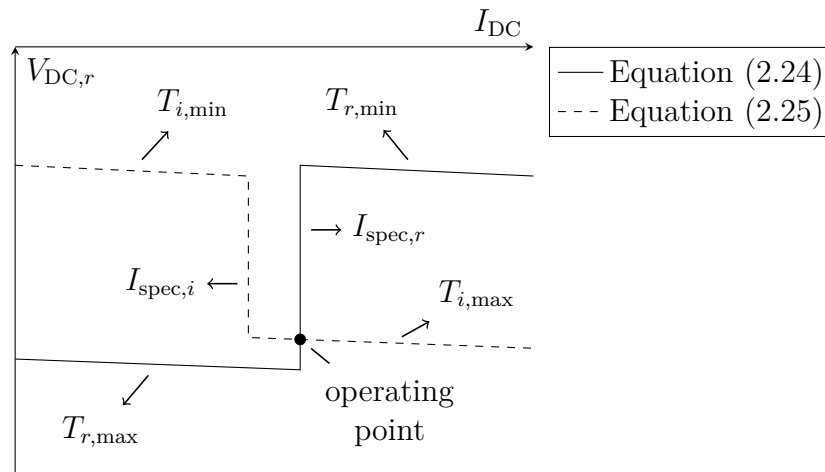 I_DC
V_DC,r
Equation (2.24)
Equation (2.25)
T_i,min
T_r,min
I_spec,r
I_spec,i
T_i,max
operating
point
T_r,max